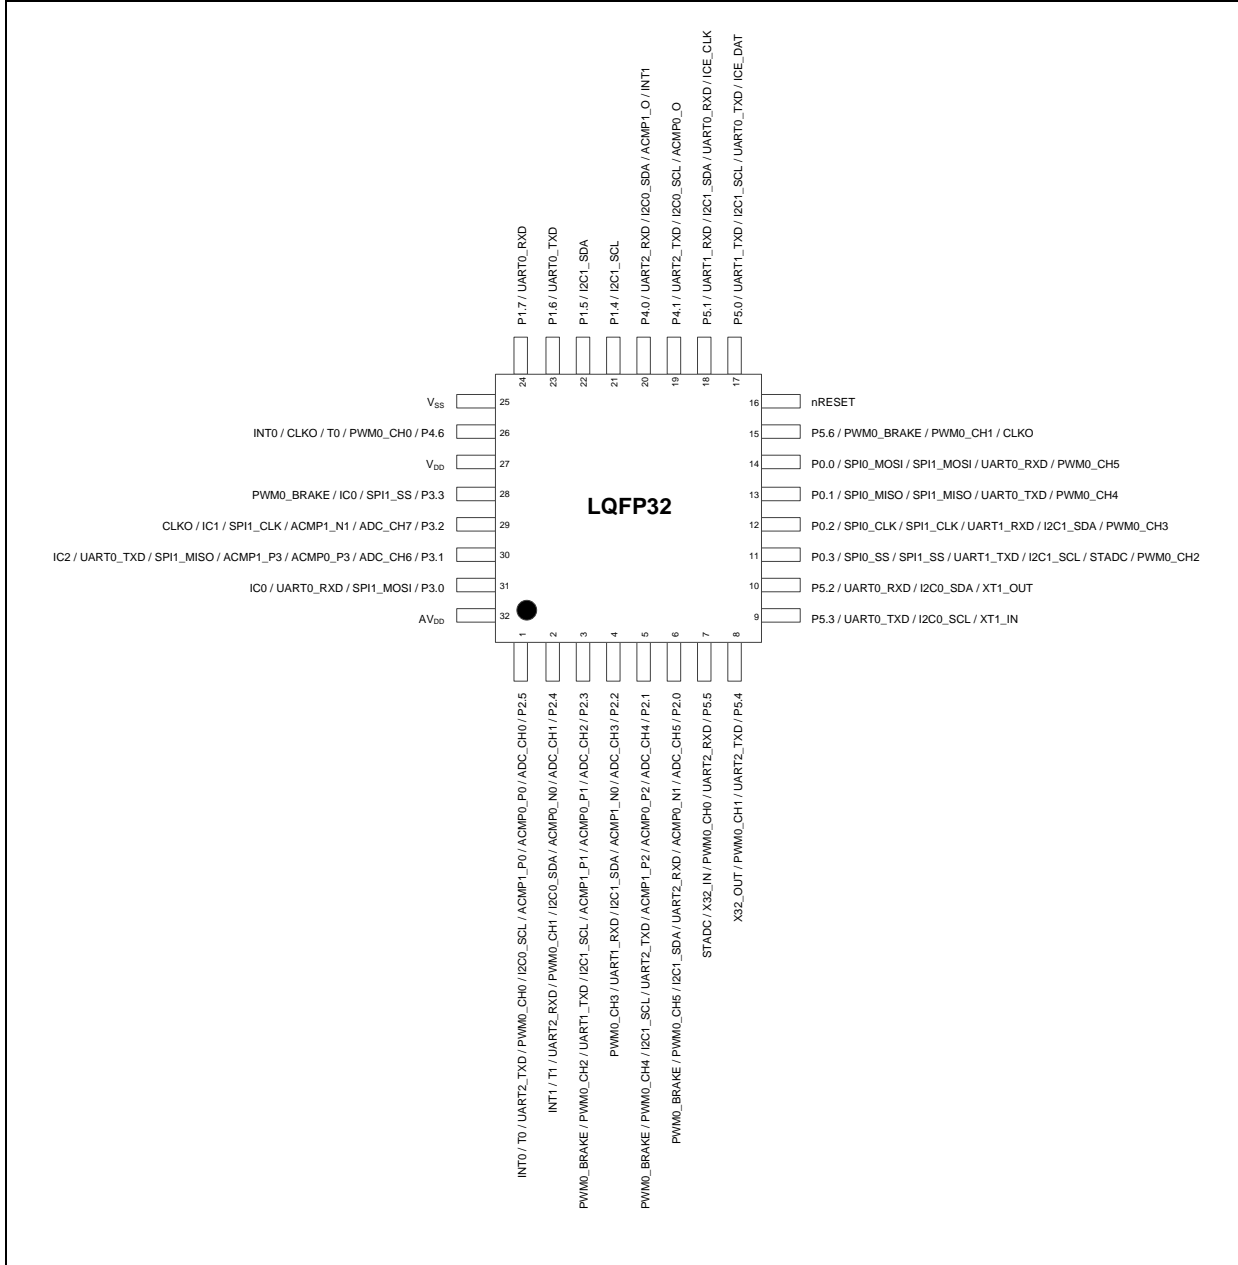 P1.7 / UART0_RXD
P1.6 / UART0_TXD
P1.5 / I2C1_SDA
P1.4 / I2C1_SCL
P4.0 / UART2_RXD / I2C0_SDA / ACMP1_O / INT1
P4.1 / UART2_TXD / I2C0_SCL / ACMP0_O
P5.1 / UART1_RXD / I2C1_SDA / UART0_RXD / ICE_CLK
P5.0 / UART1_TXD / I2C1_SCL / UART0_TXD / ICE_DAT
24
23
22
21
20
19
18
17
VSS
25
INT0 / CLKO / T0 / PWM0_CH0 / P4.6
26
VDD
27
PWM0_BRAKE / IC0 / SPI1_SS / P3.3
28
CLKO / IC1 / SPI1_CLK / ACMP1_N1 / ADC_CH7 / P3.2
29
IC2 / UART0_TXD / SPI1_MISO / ACMP1_P3 / ACMP0_P3 / ADC_CH6 / P3.1
30
IC0 / UART0_RXD / SPI1_MOSI / P3.0
31
AVDD
32
LQFP32
16
nRESET
15
P5.6 / PWM0_BRAKE / PWM0_CH1 / CLKO
14
P0.0 / SPI0_MOSI / SPI1_MOSI / UART0_RXD / PWM0_CH5
13
P0.1 / SPI0_MISO / SPI1_MISO / UART0_TXD / PWM0_CH4
12
P0.2 / SPI0_CLK / SPI1_CLK / UART1_RXD / I2C1_SDA / PWM0_CH3
11
P0.3 / SPI0_SS / SPI1_SS / UART1_TXD / I2C1_SCL / STADC / PWM0_CH2
10
P5.2 / UART0_RXD / I2C0_SDA / XT1_OUT
9
P5.3 / UART0_TXD / I2C0_SCL / XT1_IN
1
2
3
4
5
6
7
8
INT0 / T0 / UART2_TXD / PWM0_CH0 / I2C0_SCL / ACMP1_P0 / ACMP0_P0 / ADC_CH0 / P2.5
INT1 / T1 / UART2_RXD / PWM0_CH1 / I2C0_SDA / ACMP0_N0 / ADC_CH1 / P2.4
PWM0_BRAKE / PWM0_CH2 / UART1_TXD / I2C1_SCL / ACMP1_P1 / ACMP0_P1 / ADC_CH2 / P2.3
PWM0_CH3 / UART1_RXD / I2C1_SDA / ACMP1_N0 / ADC_CH3 / P2.2
PWM0_BRAKE / PWM0_CH4 / I2C1_SCL / UART2_TXD / ACMP1_P2 / ACMP0_P2 / ADC_CH4 / P2.1
PWM0_BRAKE / PWM0_CH5 / I2C1_SDA / UART2_RXD / ACMP0_N1 / ADC_CH5 / P2.0
STADC / X32_IN / PWM0_CH0 / UART2_RXD / P5.5
X32_OUT / PWM0_CH1 / UART2_TXD / P5.4